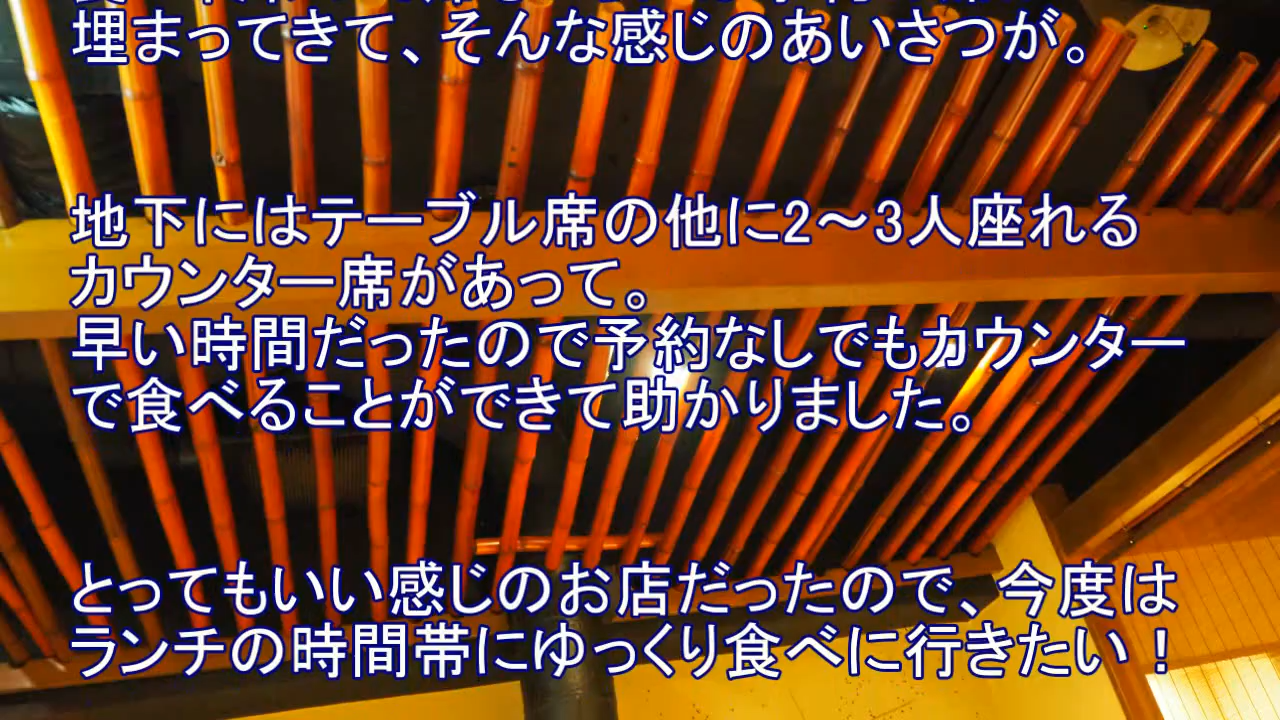 埋まってきて、そんな感じのあいさつが。
地下にはテーブル席の他に2～3人座れる
カウンター席があって。
早い時間だったので予約なしでもカウンター
で食べることができて助かりました。
とってもいい感じのお店だったので、今度は
ランチの時間帯にゆっくり食べに行きたい！